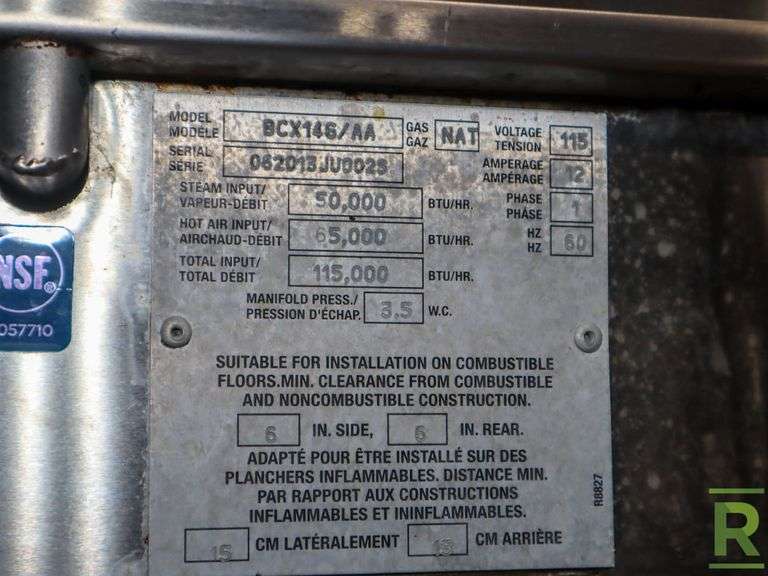 MODEL
MODÈLE BCX14G/AA GAS
GAZ NAT VOLTAGE
TENSION 115
SERIAL
SÉRIE 062013JU0025 AMPERAGE
AMPÉRAGE 12
STEAM INPUT/
VAPEUR-DÉBIT 50,000 BTU/HR. PHASE
PHÁSE 1
HOT AIR INPUT/
AIRCHAUD-DÉBIT 65,000 BTU/HR. HZ
HZ 60
TOTAL INPUT/
TOTAL DÉBIT 115,000 BTU/HR.
MANIFOLD PRESS./
PRESSION D'ÉCHAP. 3.5 W.C.
NSF®
057710
SUITABLE FOR INSTALLATION ON COMBUSTIBLE
FLOORS.MIN. CLEARANCE FROM COMBUSTIBLE
AND NONCOMBUSTIBLE CONSTRUCTION.
6 IN. SIDE, 6 IN. REAR.
ADAPTÉ POUR ÊTRE INSTALLÉ SUR DES
PLANCHERS INFLAMMABLES. DISTANCE MIN.
PAR RAPPORT AUX CONSTRUCTIONS
INFLAMMABLES ET ININFLAMMABLES.
15 CM LATÉRALEMENT CM ARRIÈRE
R8827
R